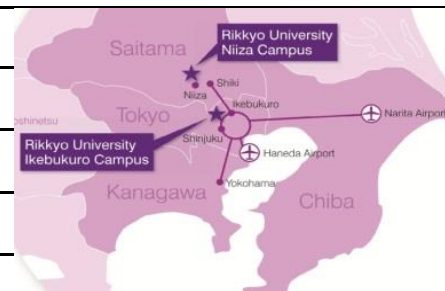 Rikkyo University
Niiza Campus
Saitama
Niiza
Shiki
Ikebukuro
Tokyo
oshinetsu
Narita Airport
Rikkyo University
Ikebukuro Campus
Shinjuku
Haneda Airport
Kanagawa
Yokohama
Chiba